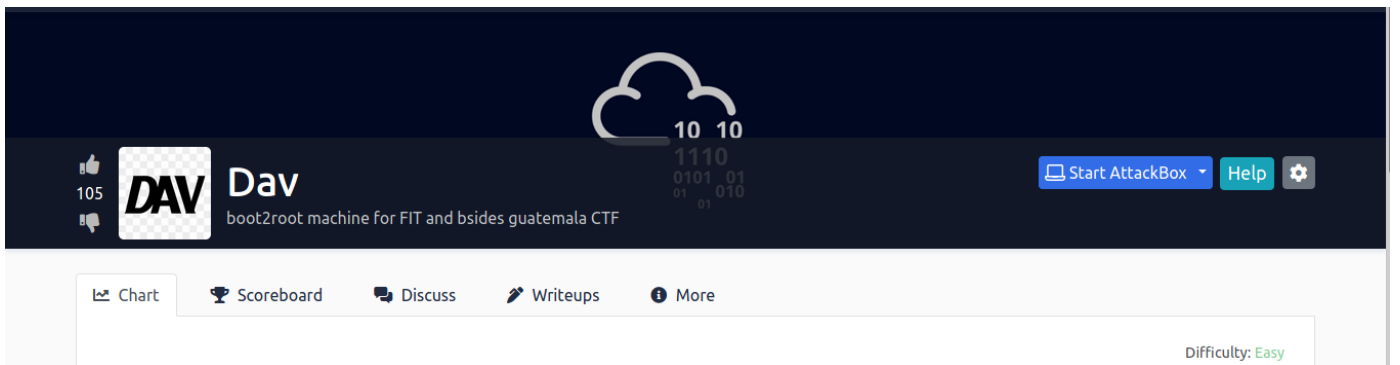 10 10
1110
0101 01
01 010
01
105
DAV
Dav
boot2root machine for FIT and bsides guatemala CTF
Start AttackBox
Help
Chart
Scoreboard
Discuss
Writeups
More
Difficulty: Easy